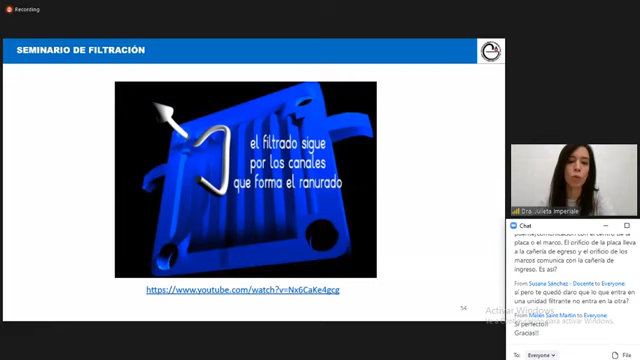 Recording
SEMINARIO DE FILTRACIÓN
el filtrado sigue
por los canales
que forma el ranurado
https://www.youtube.com/watch?v=Nx6CaKe4gcg
54
Dra. Julieta Imperiale
Chat
placa o el marco. El orificio de la placa lleva
a la cañería de egreso y el orificio de los
marcos comunica con la cañería de
ingreso. Es asi?
From Susana Sánchez - Docente to Everyone:
sí pero te quedó claro que lo que entra en
una unidad filtrante no entra en la otra?
Activar Windows
From Malén Saint Martin to Everyone:
Sí perfecto!!
Gracias!!
To: Everyone
File